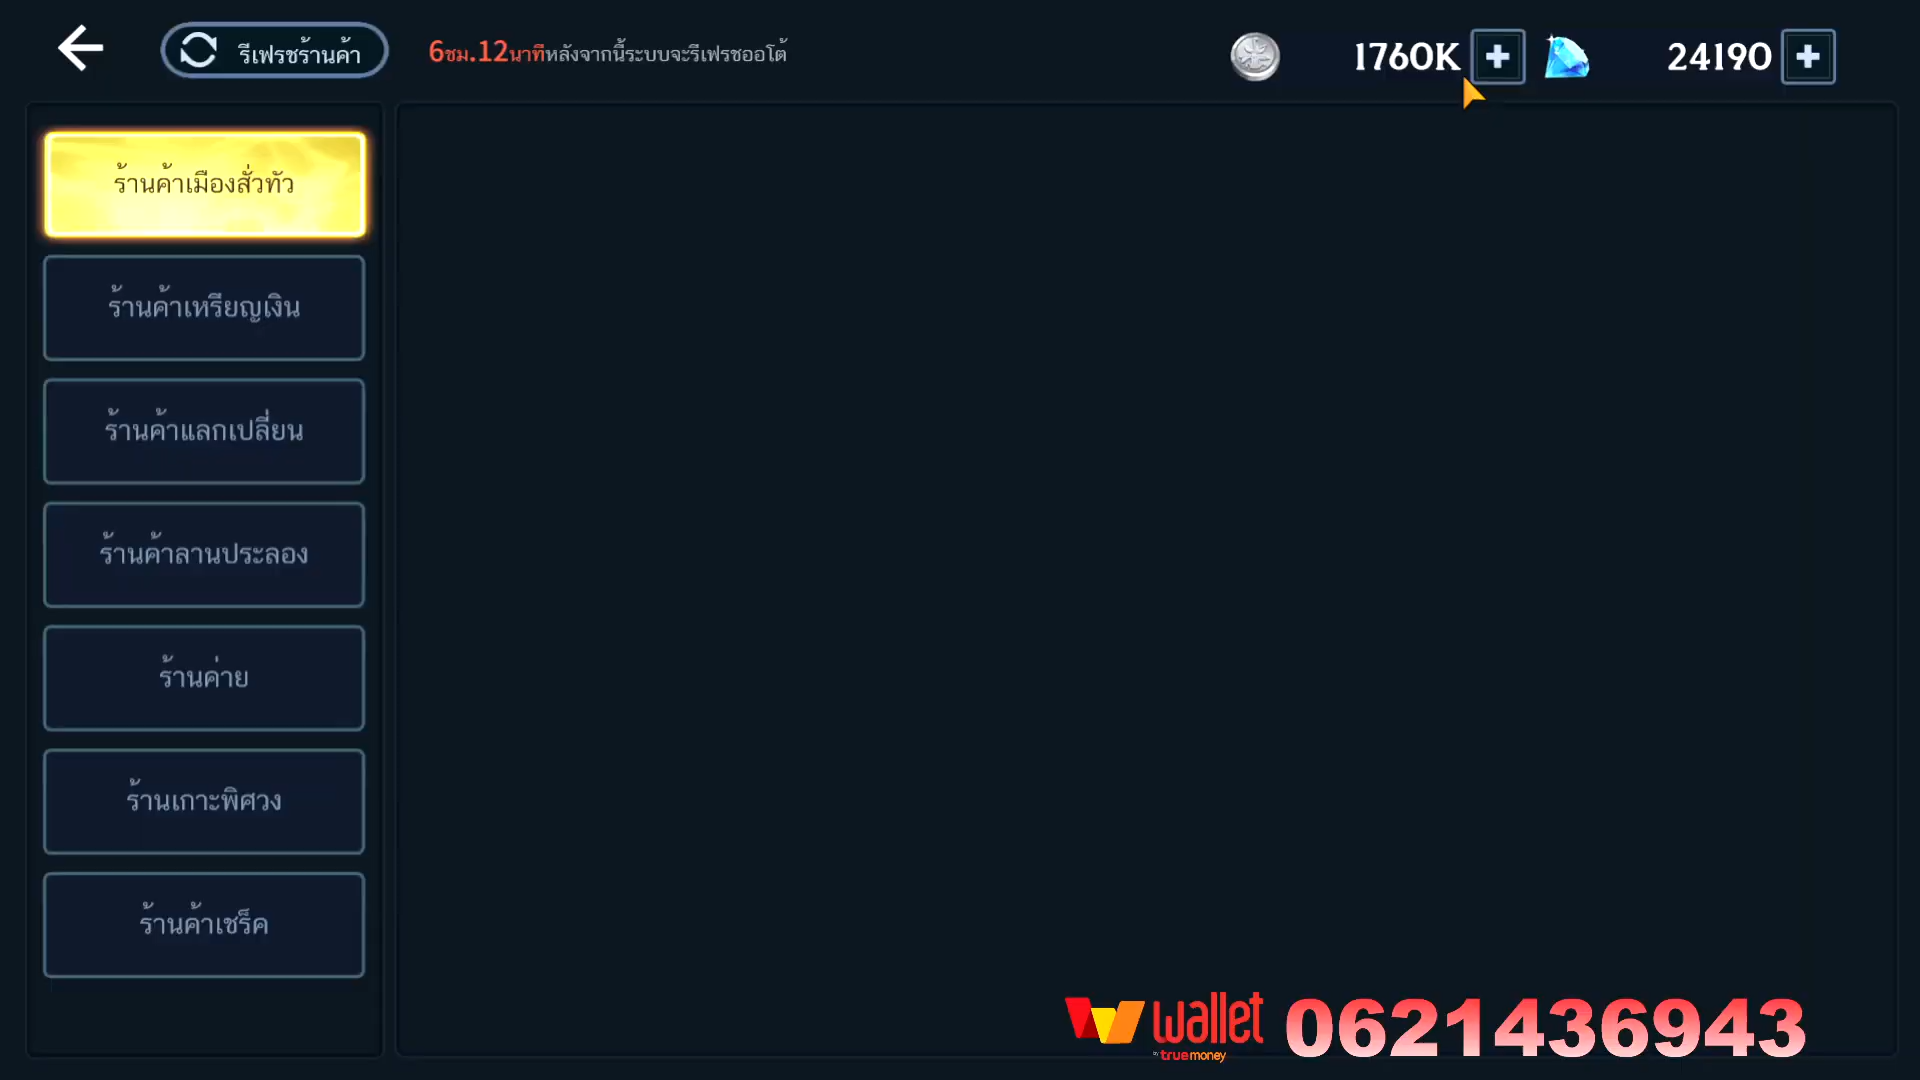 รีเฟรชร้านค้า
6ชม.12นาทีหลังจากนี้ระบบจะรีเฟรชออโต้
1760K
24190
ร้านค้าเมืองสั่วทัว
ร้านค้าเหรียญเงิน
ร้านค้าแลกเปลี่ยน
ร้านค้าลานประลอง
ร้านค่าย
ร้านเกาะพิศวง
ร้านค้าเชร็ค
wallet
by truemoney
0621436943